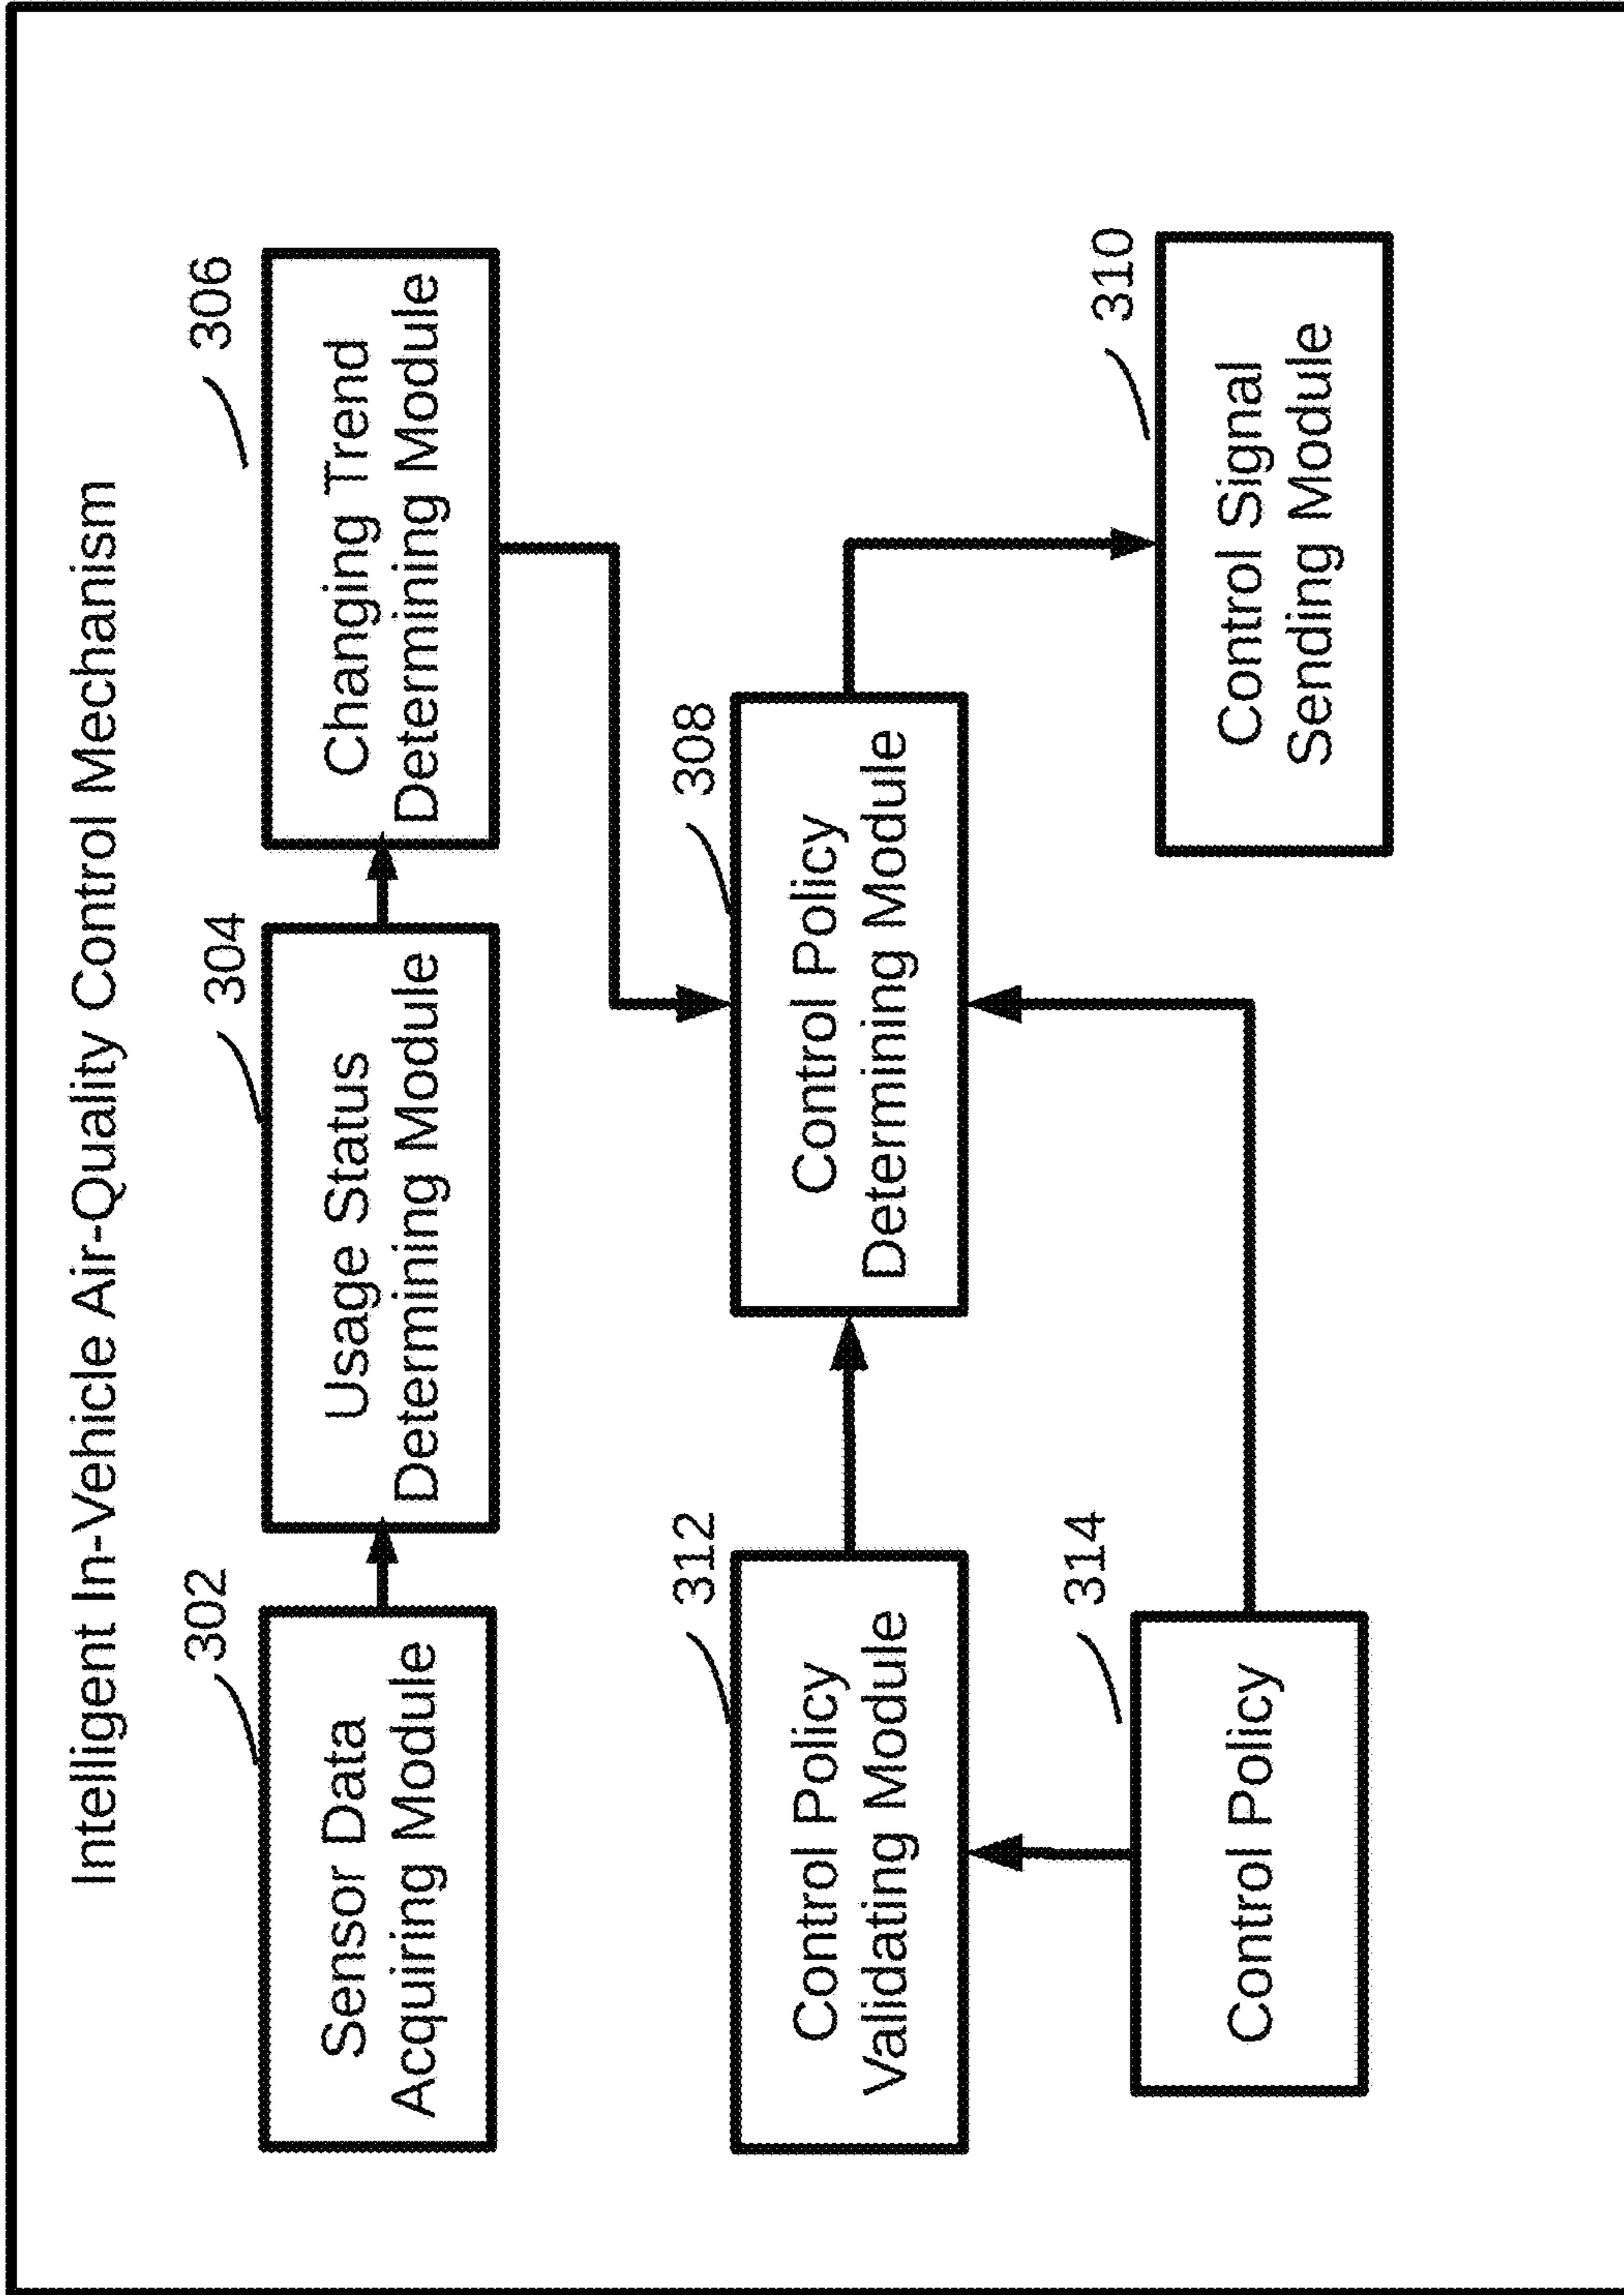 Intelligent In-Vehicle Air-Quality Control Mechanism
302
Sensor Data
Acquiring Module
304
Usage Status
Determining Module
306
Changing Trend
Determining Module
312
Control Policy
Validating Module
308
Control Policy
Determining Module
314
Control Policy
310
Control Signal
Sending Module